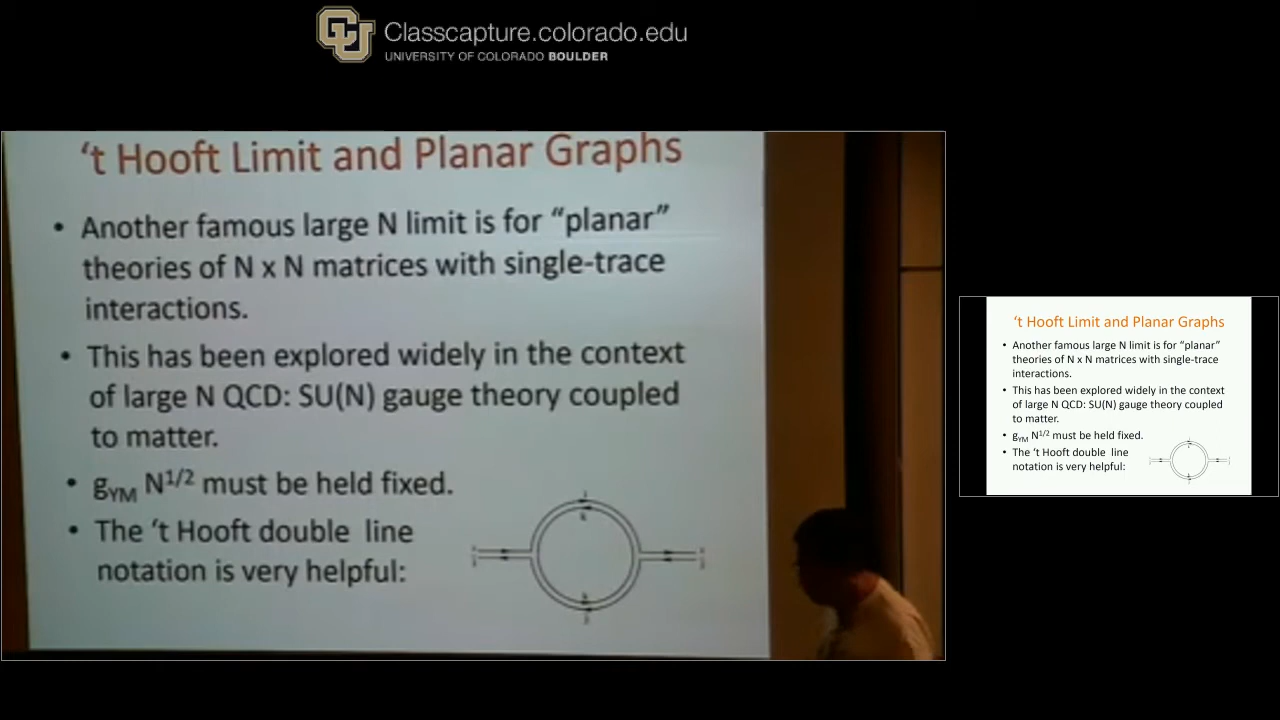 CU
Classcapture.colorado.edu
UNIVERSITY OF COLORADO BOULDER
‘t Hooft Limit and Planar Graphs
• Another famous large N limit is for “planar”
theories of N x N matrices with single-trace
interactions.
• This has been explored widely in the context
of large N QCD: SU(N) gauge theory coupled
to matter.
• gYM N1/2 must be held fixed.
• The ‘t Hooft double line
notation is very helpful:
‘t Hooft Limit and Planar Graphs
• Another famous large N limit is for “planar”
theories of N x N matrices with single-trace
interactions.
• This has been explored widely in the context
of large N QCD: SU(N) gauge theory coupled
to matter.
• gYM N1/2 must be held fixed.
• The ‘t Hooft double line
notation is very helpful: